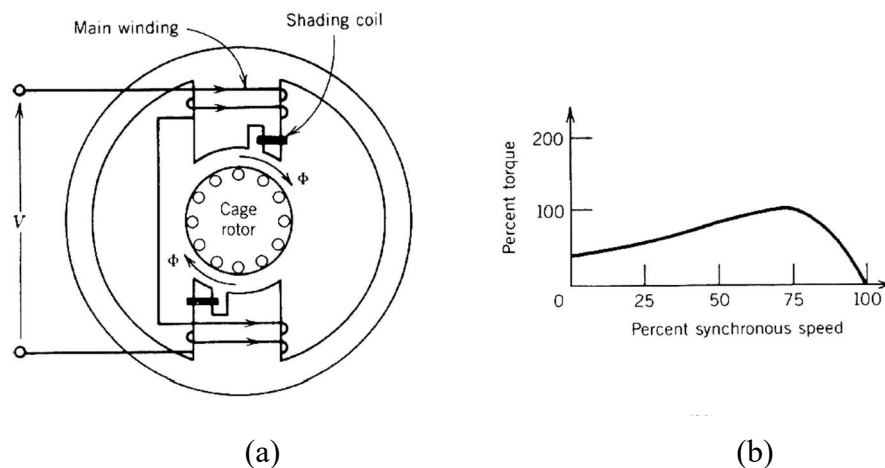 Main winding
Shading coil
V
Φ
Cage
rotor
Φ
Percent torque
200
100
0
25
50
75
100
Percent synchronous speed
(a)
(b)